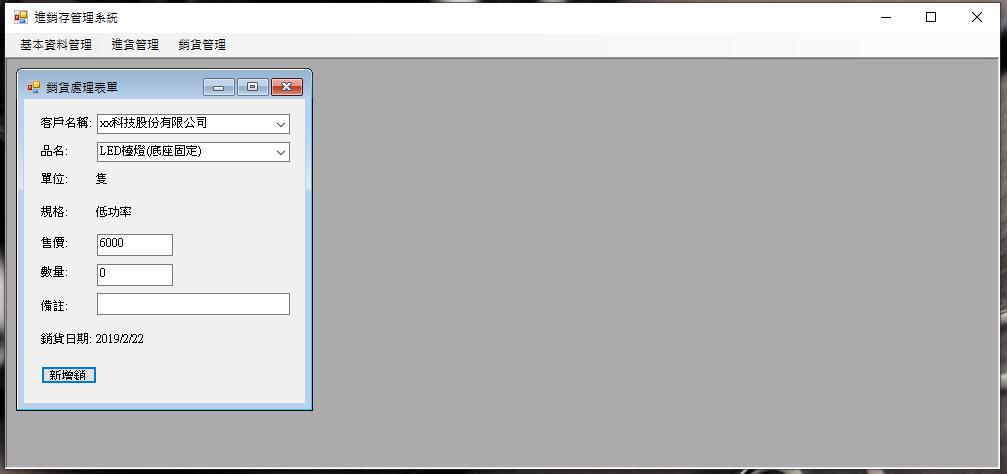 進銷存管理系統
基本資料管理 進貨管理 銷貨管理
銷貨處理表單
客戶名稱: xx科技股份有限公司
品名: LED檯燈(底座固定)
單位: 隻
規格: 低功率
售價: 6000
數量: 0
備註:
銷貨日期: 2019/2/22
新增銷